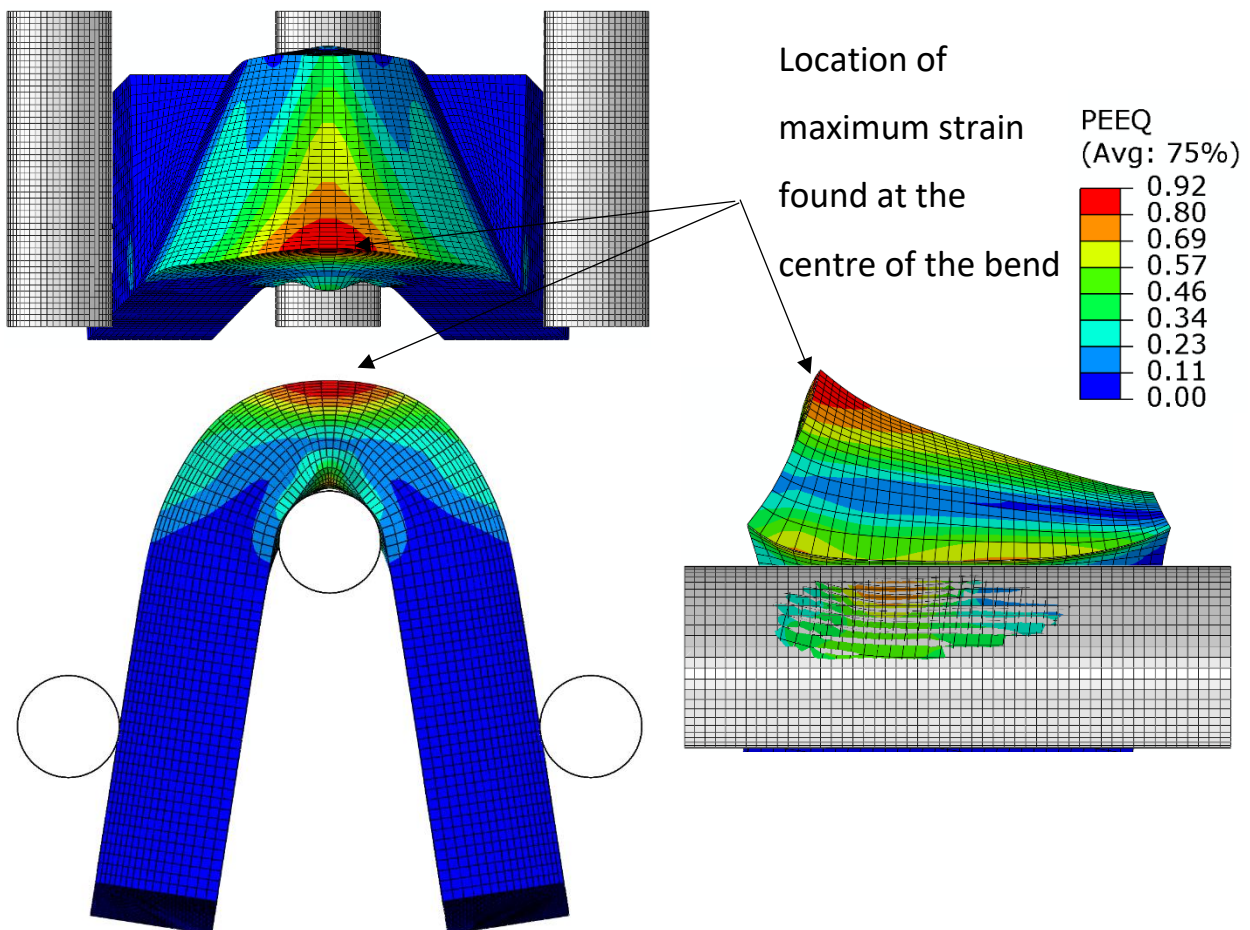 Location of
maximum strain
found at the
centre of the bend
PEEQ
(Avg: 75%)
0.92
0.80
0.69
0.57
0.46
0.34
0.23
0.11
0.00